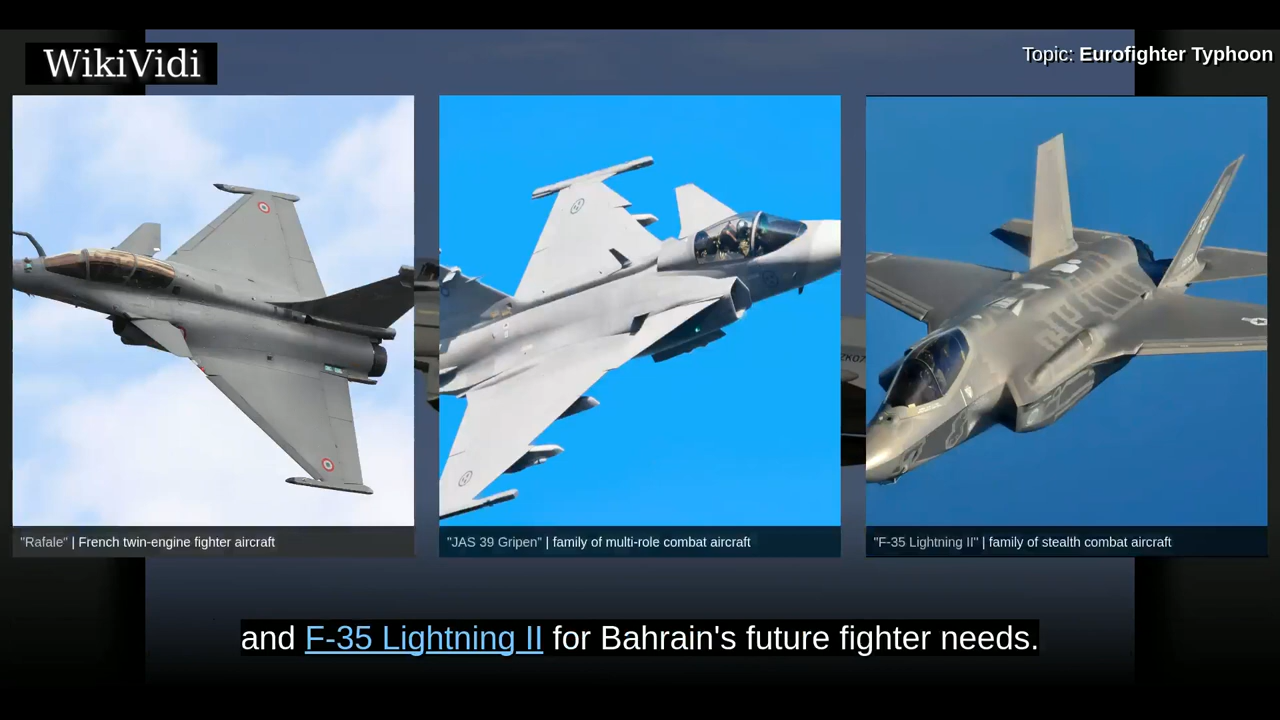 WikiVidi
Topic: Eurofighter Typhoon
"Rafale" | French twin-engine fighter aircraft
"JAS 39 Gripen" | family of multi-role combat aircraft
"F-35 Lightning II" | family of stealth combat aircraft
and F-35 Lightning II for Bahrain's future fighter needs.